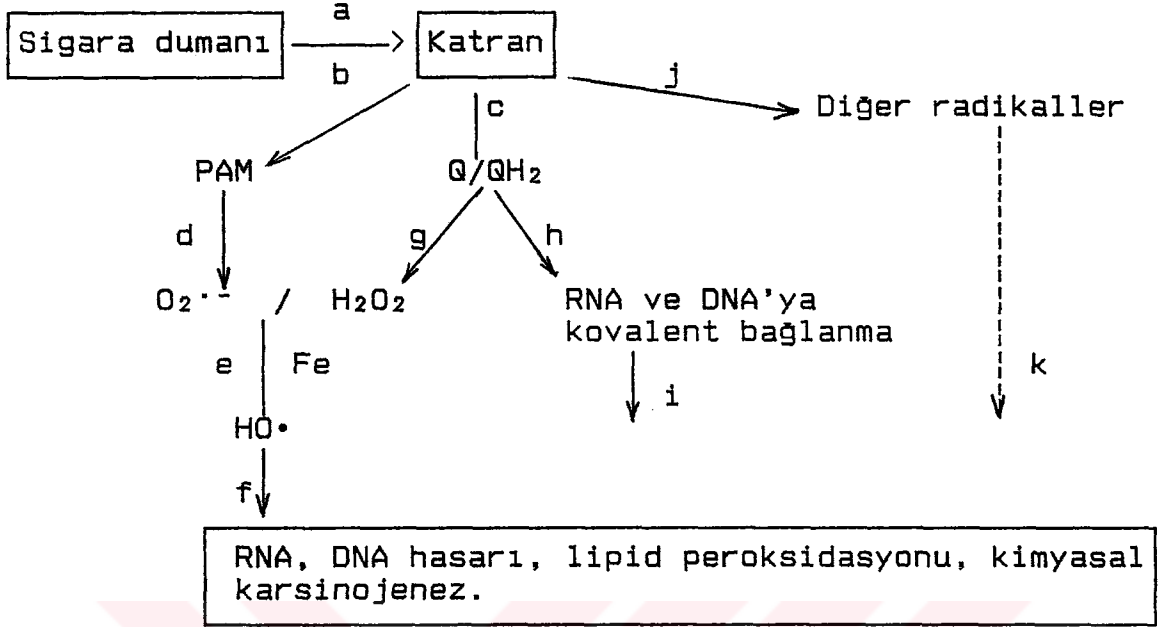 a
Sigara dumanı
Katran
b
c
j
Diğer radikaller
PAM
Q/QH₂
d
g
h
O₂·⁻ / H₂O₂
RNA ve DNA'ya
kovalent bağlanma
e
Fe
i
k
HO•
f
RNA, DNA hasarı, lipid peroksidasyonu, kimyasal
karsinojenez.